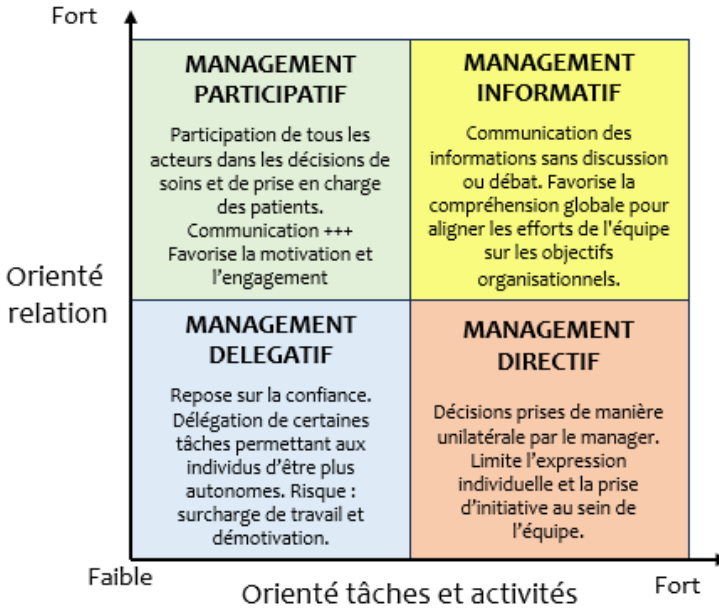 Fort
MANAGEMENT
PARTICIPATIF
Participation de tous les
acteurs dans les décisions de
soins et de prise en charge
des patients.
Communication +++
Favorise la motivation et
l’engagement
MANAGEMENT
INFORMATIF
Communication des
informations sans discussion
ou débat. Favorise la
compréhension globale pour
aligner les efforts de l'équipe
sur les objectifs
organisationnels.
Orienté
relation
MANAGEMENT
DELEGATIF
Repose sur la confiance.
Délégation de certaines
tâches permettant aux
individus d’être plus
autonomes. Risque :
surcharge de travail et
démotivation.
MANAGEMENT
DIRECTIF
Décisions prises de manière
unilatérale par le manager.
Limite l’expression
individuelle et la prise
d’initiative au sein de
l’équipe.
Faible
Orienté tâches et activités
Fort